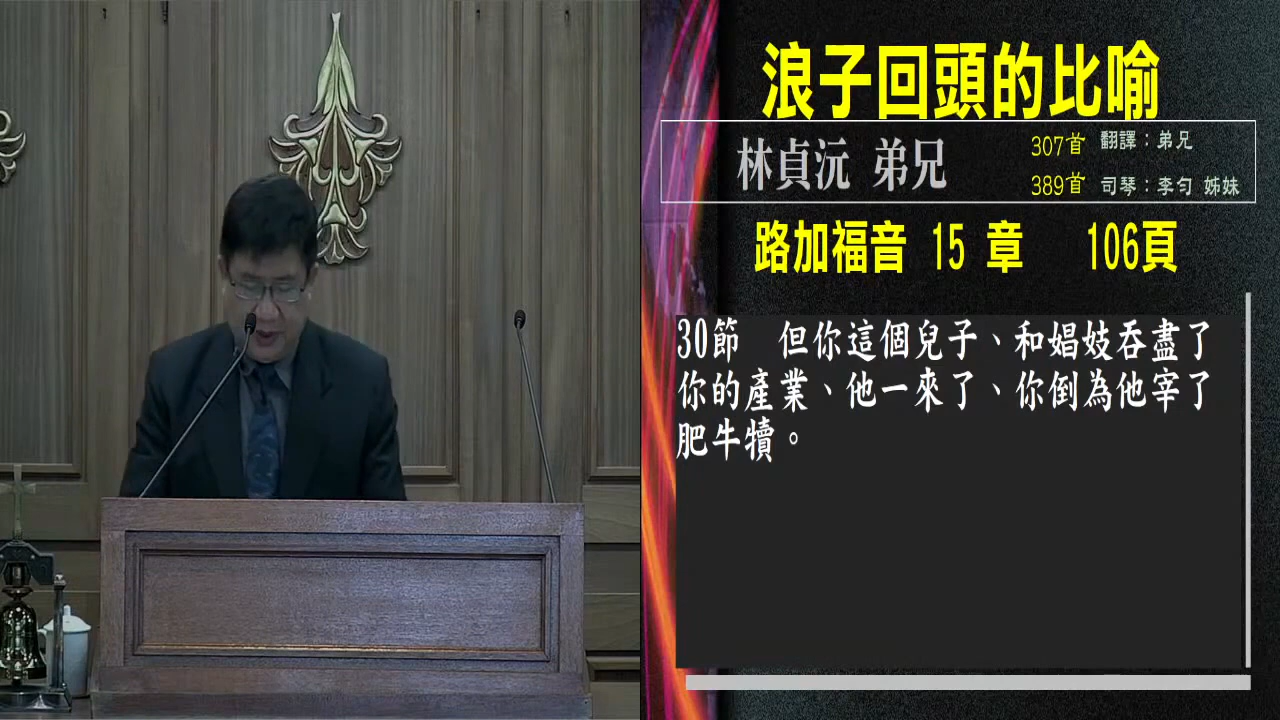 浪子回頭的比喻
林貞沅 弟兄
307首
翻譯：弟兄
389首
司琴：李勻 姊妹
路加福音 15 章 106頁
30節 但你這個兒子、和娼妓吞盡了
你的產業、他一來了、你倒為他宰了
肥牛犢。